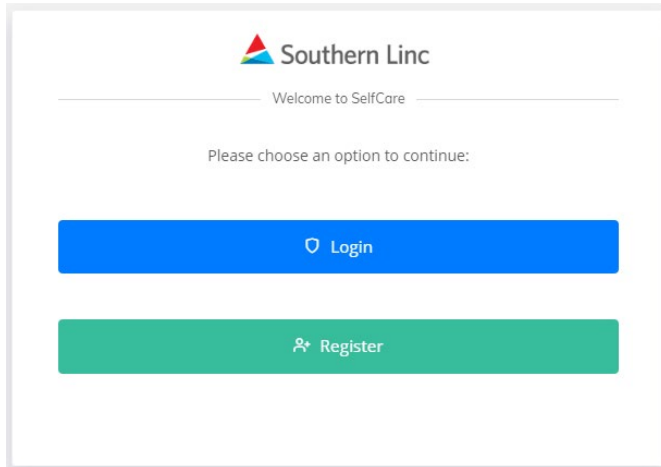 Southern Linc
Welcome to SelfCare
Please choose an option to continue:
Login
Register